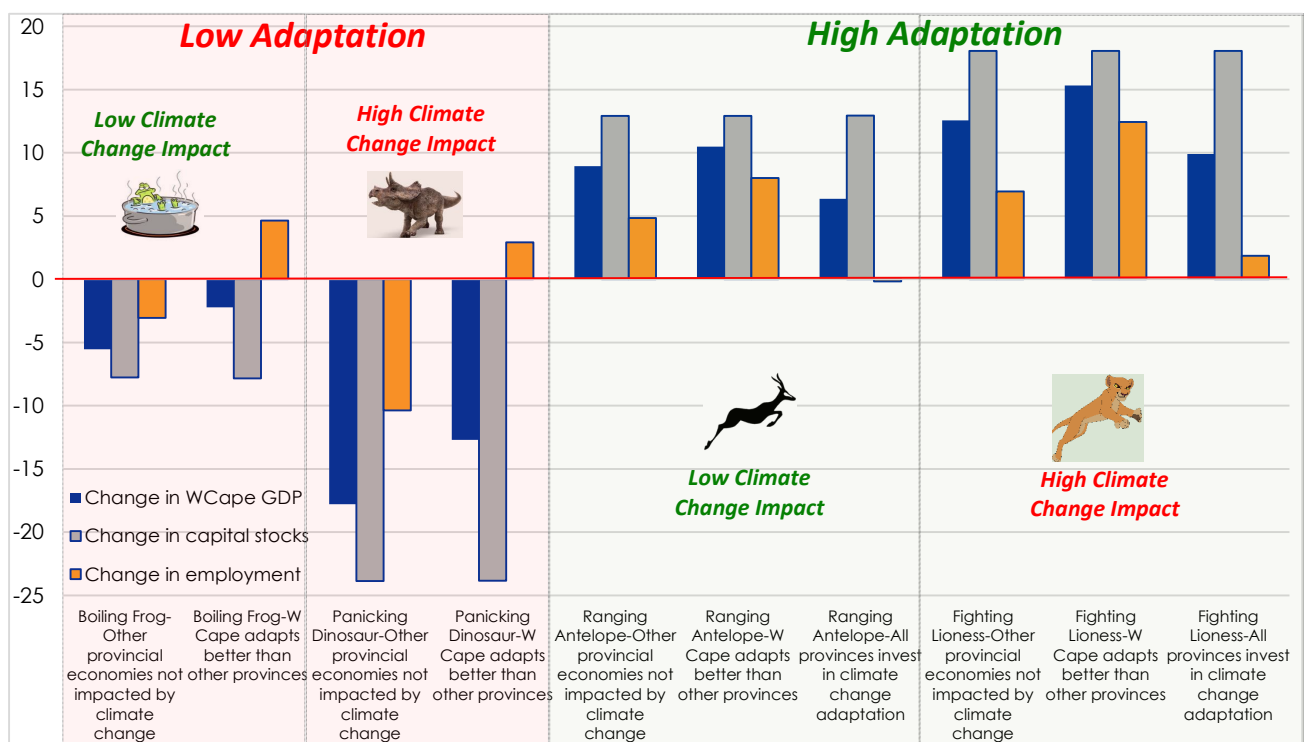 Low Adaptation
High Adaptation
20
15
10
5
0
-5
-10
-15
-20
-25
Low Climate
Change Impact
High Climate
Change Impact
Low Climate
Change Impact
High Climate
Change Impact
Change in WCape GDP
Change in capital stocks
Change in employment
Boiling Frog-
Other
provincial
economies not
impacted by
climate
change
Boiling Frog-W
Cape adapts
better than
other provinces
Panicking
Dinosaur-Other
provincial
economies not
impacted by
climate
change
Panicking
Dinosaur-W
Cape adapts
better than
other provinces
Ranging
Antelope-Other
provincial
economies not
impacted by
climate
change
Ranging
Antelope-W
Cape adapts
better than
other provinces
Ranging
Antelope-All
provinces invest
in climate
change
adaptation
Fighting
Lioness-Other
provincial
economies not
impacted by
climate
change
Fighting
Lioness-W
Cape adapts
better than
other provinces
Fighting
Lioness-All
provinces invest
in climate
change
adaptation